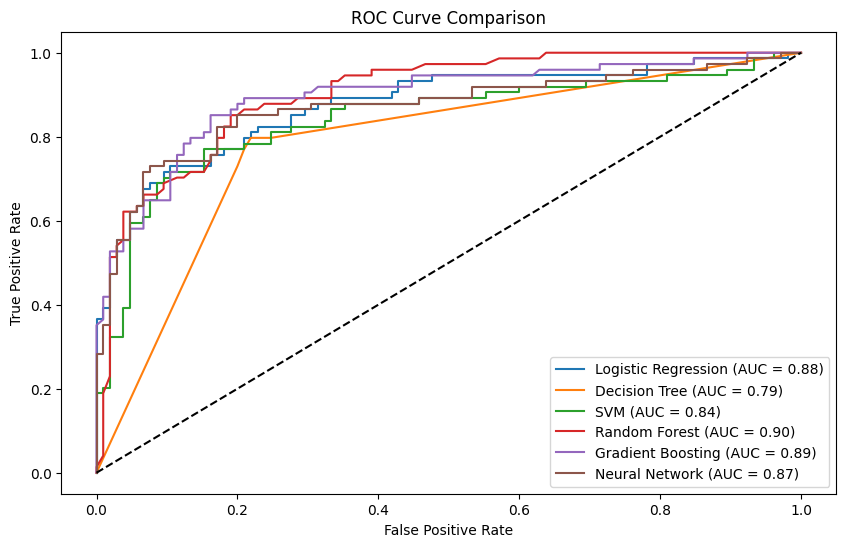 ROC Curve Comparison
True Positive Rate
1.0
0.8
0.6
0.4
0.2
0.0
Logistic Regression (AUC = 0.88)
Decision Tree (AUC = 0.79)
SVM (AUC = 0.84)
Random Forest (AUC = 0.90)
Gradient Boosting (AUC = 0.89)
Neural Network (AUC = 0.87)
0.0 0.2 0.4 0.6 0.8 1.0
False Positive Rate